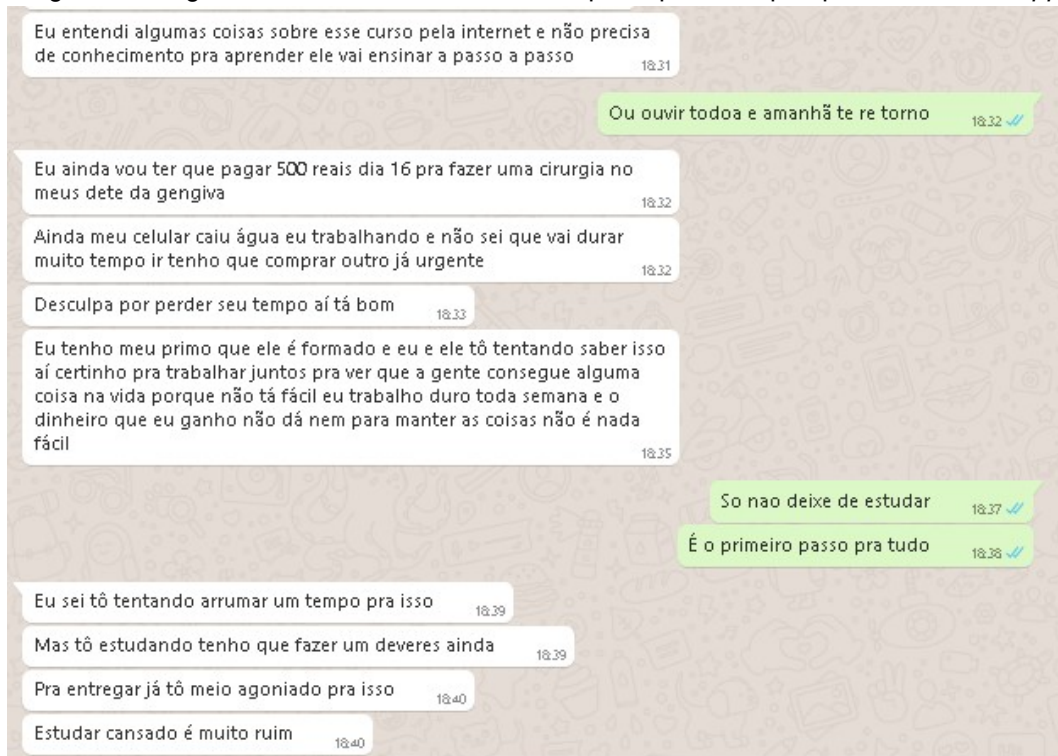 Eu entendi algumas coisas sobre esse curso pela internet e não precisa
de conhecimento pra aprender ele vai ensinar a passo a passo
18:31
Ou ouvir todoa e amanhã te re torno
18:32
Eu ainda vou ter que pagar 500 reais dia 16 pra fazer uma cirurgia no
meus dete da gengiva
18:32
Ainda meu celular caiu água eu trabalhando e não sei que vai durar
muito tempo ir tenho que comprar outro já urgente
18:32
Desculpa por perder seu tempo aí tá bom
18:33
Eu tenho meu primo que ele é formado e eu e ele tô tentando saber isso
aí certinho pra trabalhar juntos pra ver que a gente consegue alguma
coisa na vida porque não tá fácil eu trabalho duro toda semana e o
dinheiro que eu ganho não dá nem para manter as coisas não é nada
fácil
18:35
So nao deixe de estudar
18:37
É o primeiro passo pra tudo
18:38
Eu sei tô tentando arrumar um tempo pra isso
18:39
Mas tô estudando tenho que fazer um deveres ainda
18:39
Pra entregar já tô meio agoniado pra isso
18:40
Estudar cansado é muito ruim
18:40